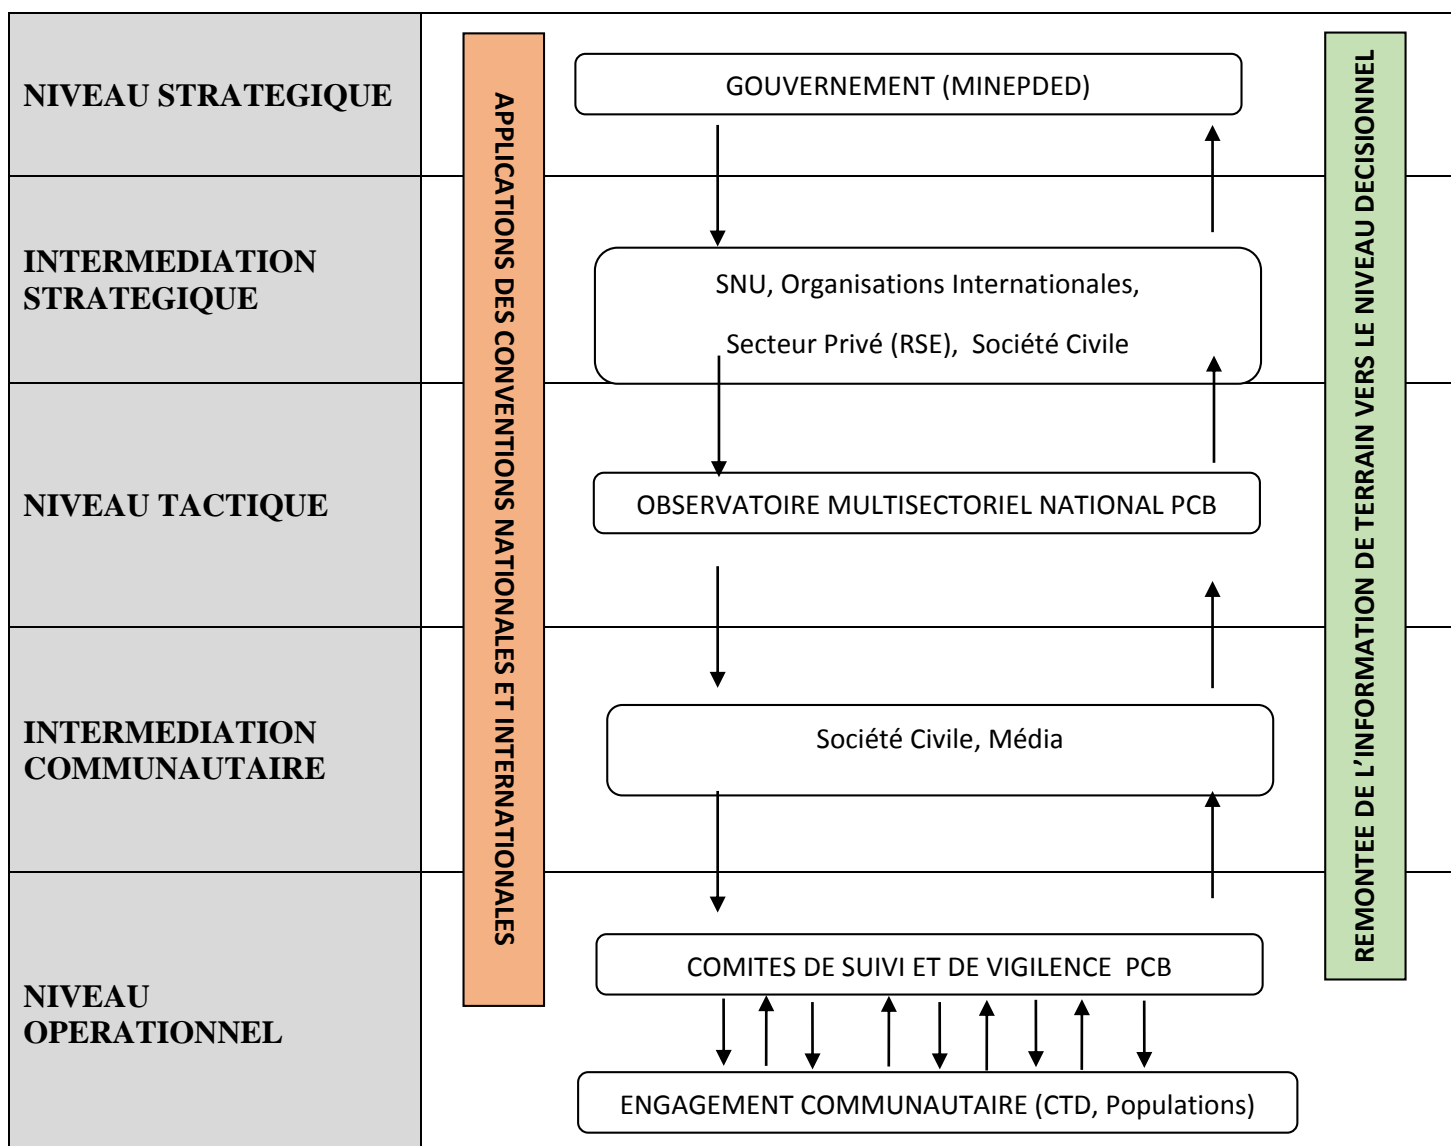 NIVEAU STRATEGIQUE
GOUVERNEMENT (MINEPDED)
INTERMEDIATION
STRATEGIQUE
SNU, Organisations Internationales,
Secteur Privé (RSE), Société Civile
NIVEAU TACTIQUE
OBSERVATOIRE MULTISECTORIEL NATIONAL PCB
INTERMEDIATION
COMMUNAUTAIRE
Société Civile, Média
NIVEAU
OPERATIONNEL
COMITES DE SUIVI ET DE VIGILENCE PCB
ENGAGEMENT COMMUNAUTAIRE (CTD, Populations)
APPLICATIONS DES CONVENTIONS NATIONALES ET INTERNATIONALES
REMONTEE DE L'INFORMATION DE TERRAIN VERS LE NIVEAU DECISIONNEL